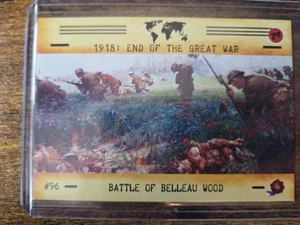 1918: END OF THE GREAT WAR
#96
BATTLE OF BELLEAU WOOD